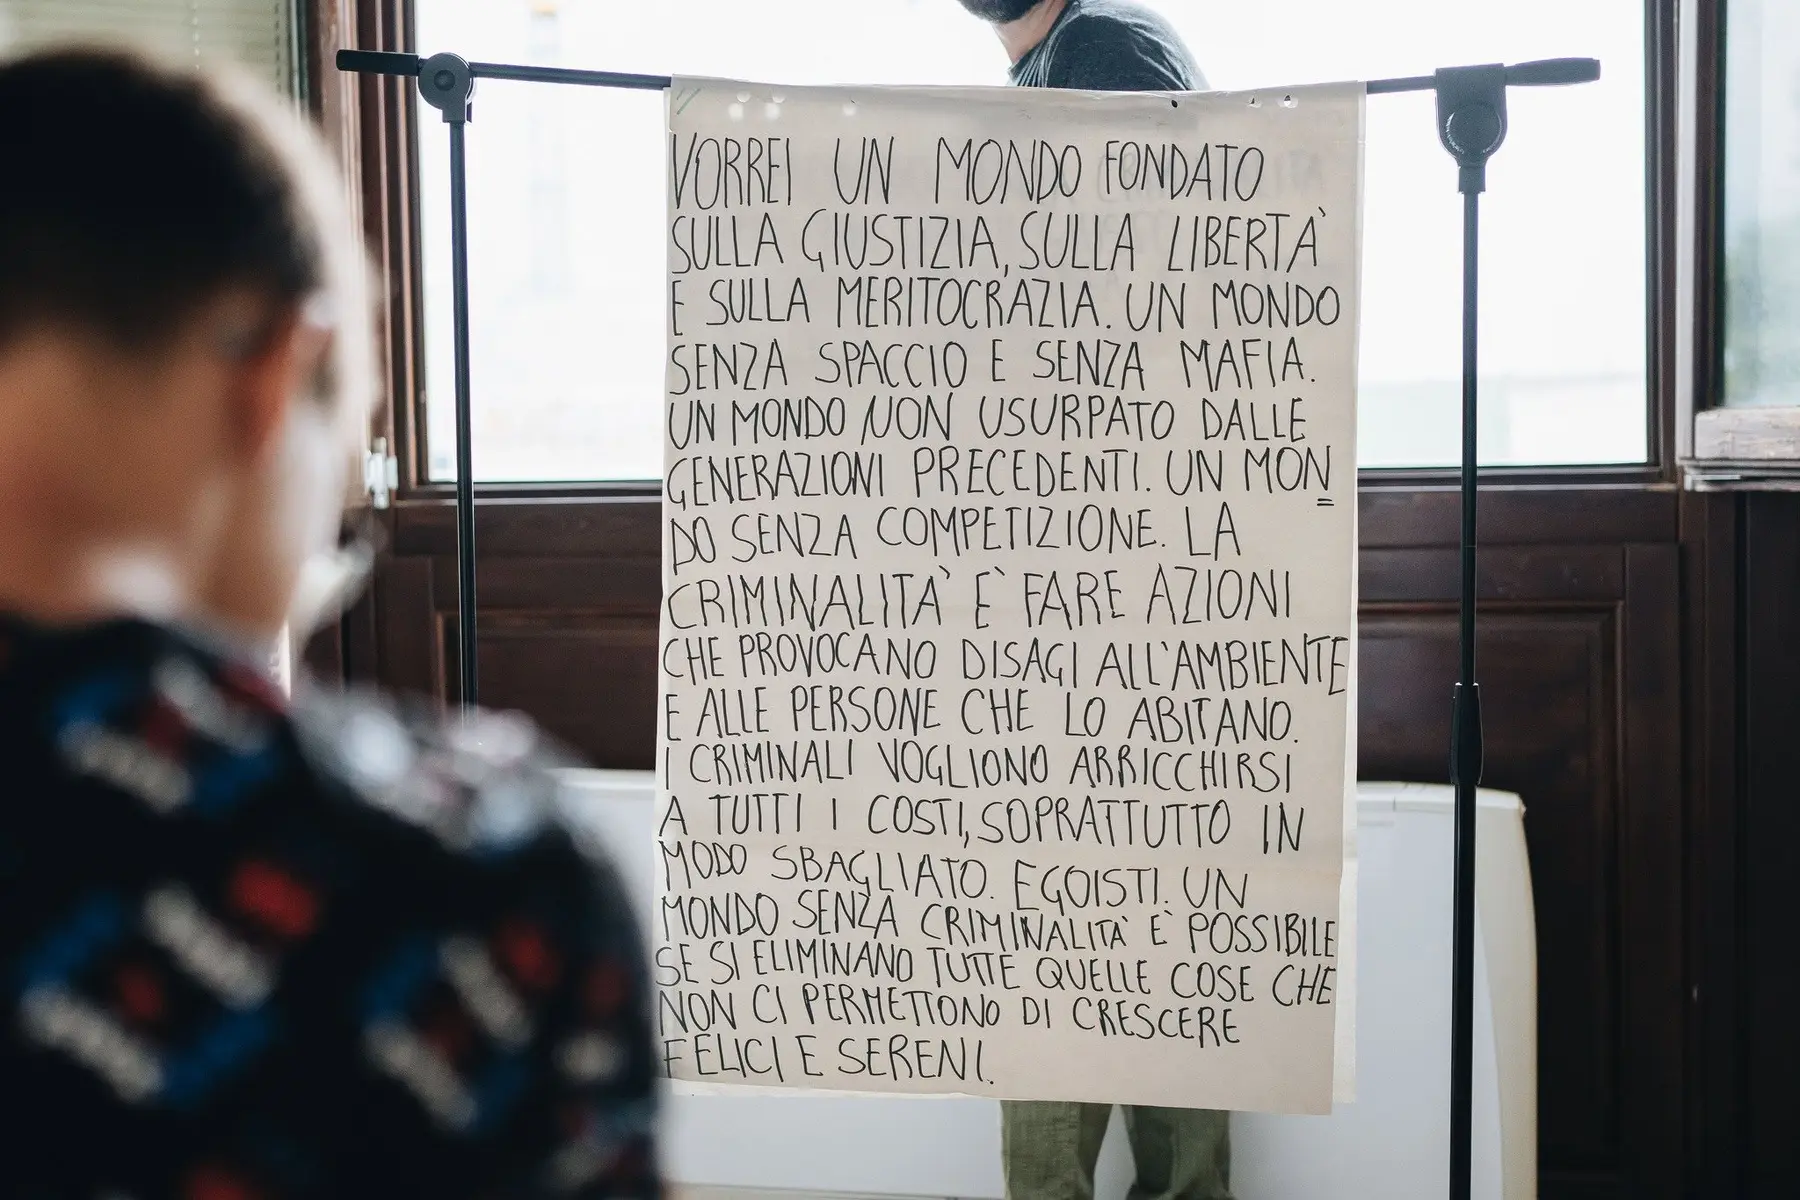 VORREI UN MONDO FONDATO
SULLA GIUSTIZIA, SULLA LIBERTÀ
E SULLA MERITOCRAZIA. UN MONDO
SENZA SPACCIO E SENZA MAFIA.
UN MONDO NON USURPATO DALLE
GENERAZIONI PRECEDENTI. UN MON
DO SENZA COMPETIZIONE. LA
CRIMINALITA` E` FARE AZIONI
CHE PROVOCANO DISAGI ALL'AMBIENTE
E ALLE PERSONE CHE LO ABITANO.
I CRIMINALI VOGLIONO ARRICCHIRSI
A TUTTI I COSTI, SOPRATTUTTO IN
MODO SBAGLIATO. EGOISTI. UN
MONDO SENZA CRIMINALITÀ È POSSIBILE
SE SI ELIMINANO TUTTE QUELLE COSE CHE
NON CI PERMETTONO DI CRESCERE
FELICI E SERENI.